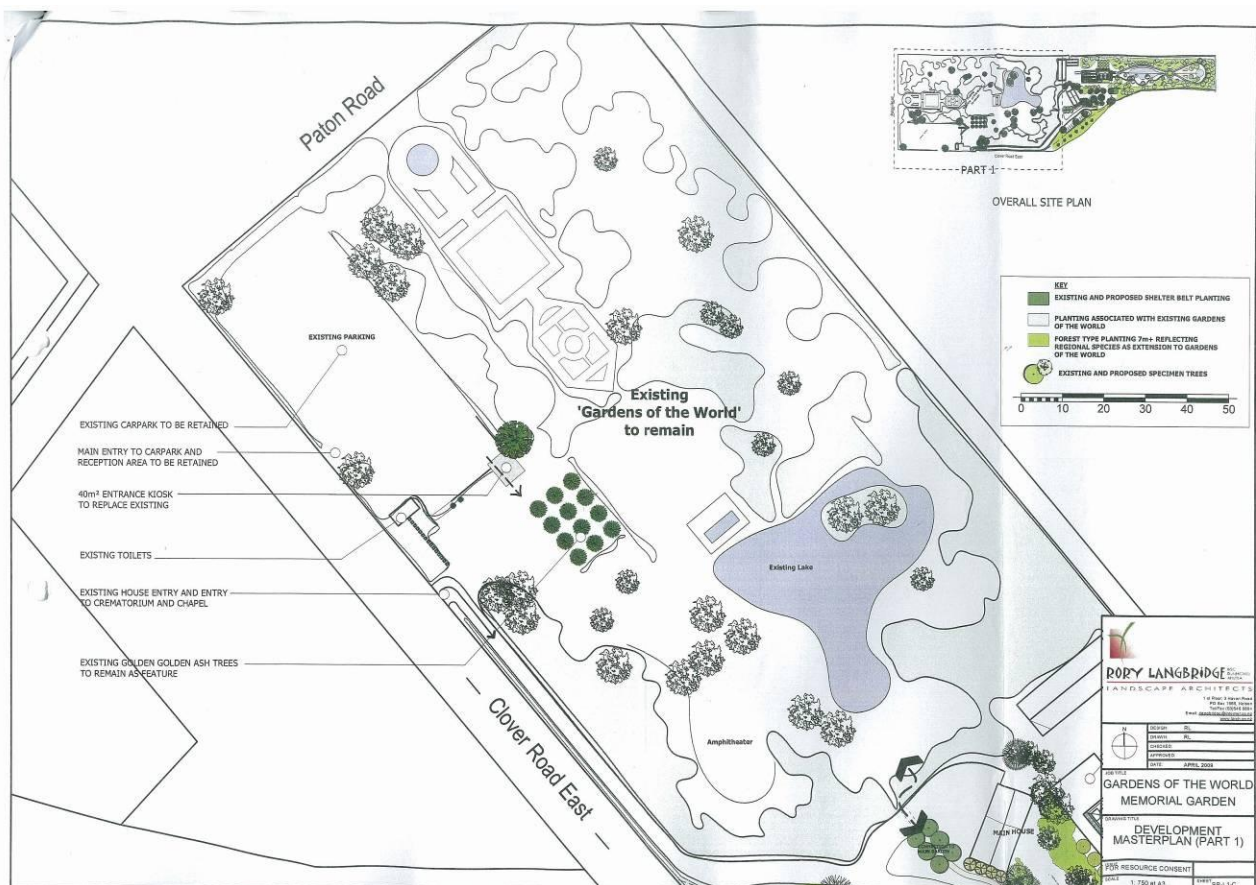 Paton Road
PART 1
OVERALL SITE PLAN
KEY
EXISTING AND PROPOSED SHELTER BELT PLANTING
PLANTING ASSOCIATED WITH EXISTING GARDENS
OF THE WORLD
FOREST TYPE PLANTING 7m+ REFLECTING
REGIONAL SPECIES AS EXTENSION TO GARDENS
OF THE WORLD
EXISTING AND PROPOSED SPECIMEN TREES
0 10 20 30 40 50
EXISTING PARKING
Existing
'Gardens of the World'
to remain
EXISTING CARPARK TO BE RETAINED
MAIN ENTRY TO CARPARK AND
RECEPTION AREA TO BE RETAINED
40m² ENTRANCE KIOSK
TO REPLACE EXISTING
EXISTNG TOILETS
EXISTING HOUSE ENTRY AND ENTRY
TO CREMATORIUM AND CHAPEL
EXISTING GOLDEN GOLDEN ASH TREES
TO REMAIN AS FEATURE
Existing Lake
Amphitheater
Clover Road East
MAIN HOUSE
RORY LANGBRIDGE
LANDSCAPE ARCHITECTS
N
DESIGN: RL
DRAWN: RL
CHECKED:
APPROVED:
DATE: APRIL 2009
JOB TITLE
GARDENS OF THE WORLD
MEMORIAL GARDEN
DRAWING TITLE
DEVELOPMENT
MASTERPLAN (PART 1)
ISSUE
FOR RESOURCE CONSENT
SCALE
1: 750 at A3
SHEET